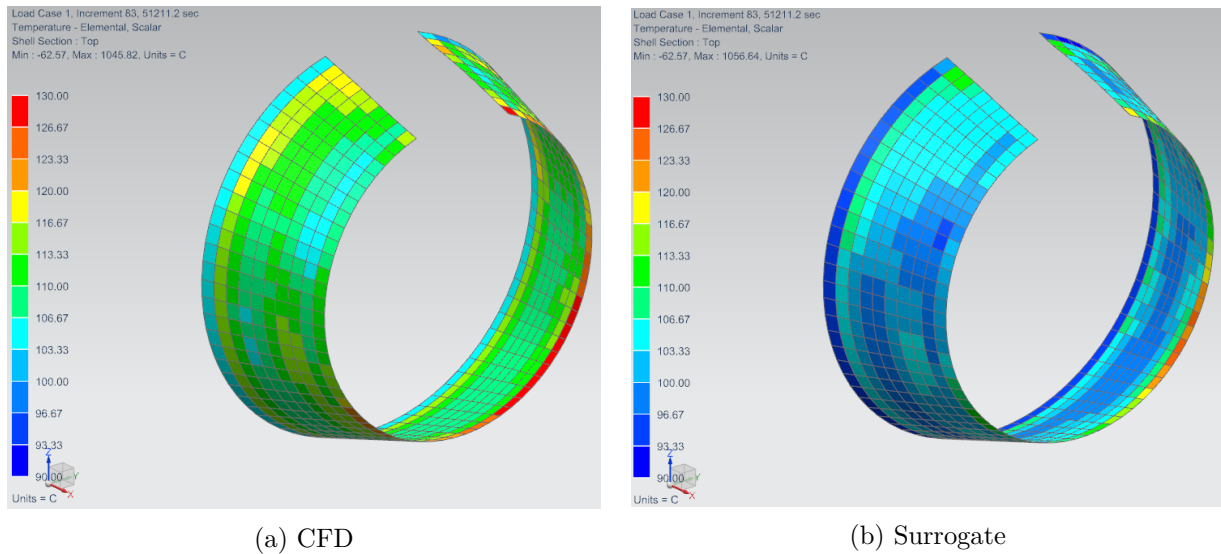 Load Case 1, Increment 83, 51211.2 sec
Temperature - Elemental, Scalar
Shell Section : Top
Min : -62.57, Max : 1045.82, Units = C
130.00
126.67
123.33
120.00
116.67
113.33
110.00
106.67
103.33
100.00
96.67
93.33
90.00
Units = C
Z
Y
X
(a) CFD
Load Case 1, Increment 83, 51211.2 sec
Temperature - Elemental, Scalar
Shell Section : Top
Min : -62.57, Max : 1056.64, Units = C
130.00
126.67
123.33
120.00
116.67
113.33
110.00
106.67
103.33
100.00
96.67
93.33
90.00
Units = C
Z
Y
X
(b) Surrogate